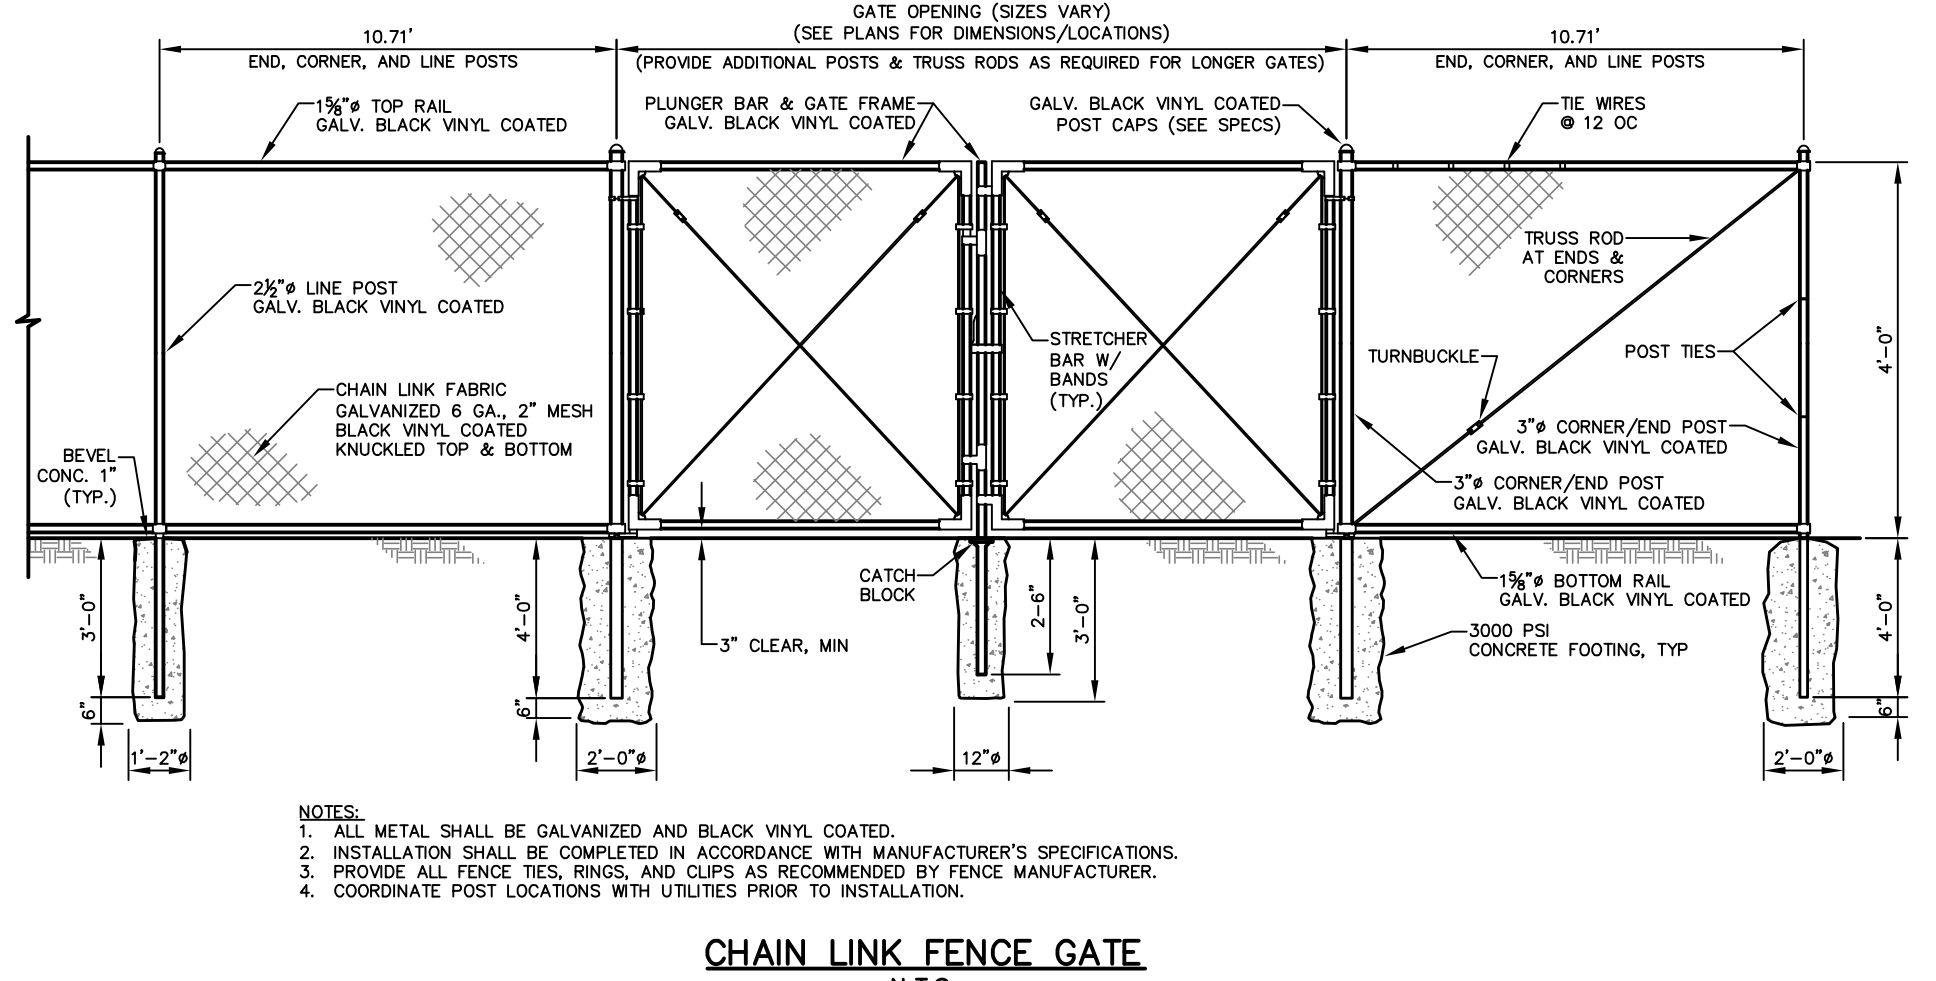 GATE OPENING (SIZES VARY)
(SEE PLANS FOR DIMENSIONS/LOCATIONS)
(PROVIDE ADDITIONAL POSTS & TRUSS RODS AS REQUIRED FOR LONGER GATES)
10.71'
END, CORNER, AND LINE POSTS
10.71'
END, CORNER, AND LINE POSTS
1⅝"ø TOP RAIL
GALV. BLACK VINYL COATED
PLUNGER BAR & GATE FRAME
GALV. BLACK VINYL COATED
GALV. BLACK VINYL COATED
POST CAPS (SEE SPECS)
TIE WIRES
@ 12 OC
2½"ø LINE POST
GALV. BLACK VINYL COATED
TRUSS ROD
AT ENDS &
CORNERS
STRETCHER
BAR W/
BANDS
(TYP.)
TURNBUCKLE
POST TIES
4'-0"
CHAIN LINK FABRIC
GALVANIZED 6 GA., 2" MESH
BLACK VINYL COATED
KNUCKLED TOP & BOTTOM
BEVEL
CONC. 1"
(TYP.)
3"ø CORNER/END POST
GALV. BLACK VINYL COATED
3"ø CORNER/END POST
GALV. BLACK VINYL COATED
CATCH
BLOCK
1⅝"ø BOTTOM RAIL
GALV. BLACK VINYL COATED
3000 PSI
CONCRETE FOOTING, TYP
3" CLEAR, MIN
3'-0"
6"
4'-0"
6"
2-6"
3'-0"
4'-0"
6"
1'-2"ø
2'-0"ø
12"ø
2'-0"ø
NOTES:
1. ALL METAL SHALL BE GALVANIZED AND BLACK VINYL COATED.
2. INSTALLATION SHALL BE COMPLETED IN ACCORDANCE WITH MANUFACTURER'S SPECIFICATIONS.
3. PROVIDE ALL FENCE TIES, RINGS, AND CLIPS AS RECOMMENDED BY FENCE MANUFACTURER.
4. COORDINATE POST LOCATIONS WITH UTILITIES PRIOR TO INSTALLATION.
CHAIN LINK FENCE GATE